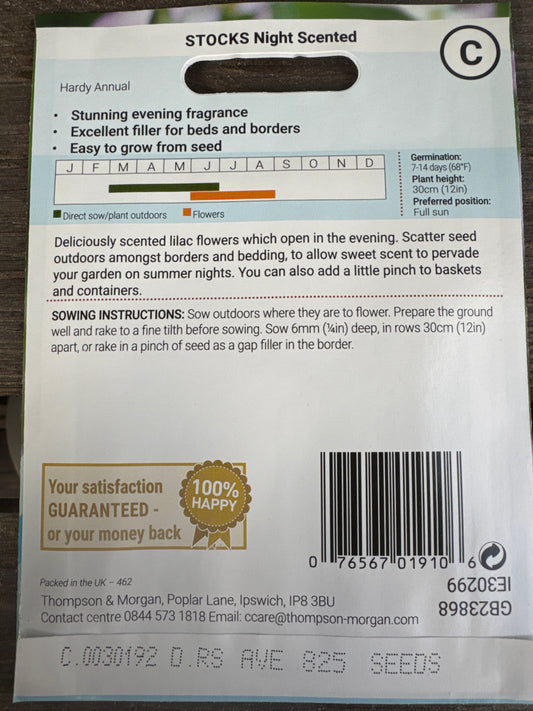 STOCKS Night Scented
C
Hardy Annual
• Stunning evening fragrance
• Excellent filler for beds and borders
• Easy to grow from seed
J F M A M J J A S O N D
Direct sow/plant outdoors
Flowers
Germination:
7-14 days (68°F)
Plant height:
30cm (12in)
Preferred position:
Full sun
Deliciously scented lilac flowers which open in the evening. Scatter seed
outdoors amongst borders and bedding, to allow sweet scent to pervade
your garden on summer nights. You can also add a little pinch to baskets
and containers.
SOWING INSTRUCTIONS: Sow outdoors where they are to flower. Prepare the ground
well and rake to a fine tilth before sowing. Sow 6mm (¼in) deep, in rows 30cm (12in)
apart, or rake in a pinch of seed as a gap filler in the border.
Your satisfaction
GUARANTEED -
or your money back
100%
HAPPY
0 76567 01910 6
IE30299
GB23868
Packed in the UK – 462
Thompson & Morgan, Poplar Lane, Ipswich, IP8 3BU
Contact centre 0844 573 1818 Email: ccare@thompson-morgan.com
C.0030192 D.RS AVE 825 SEEDS